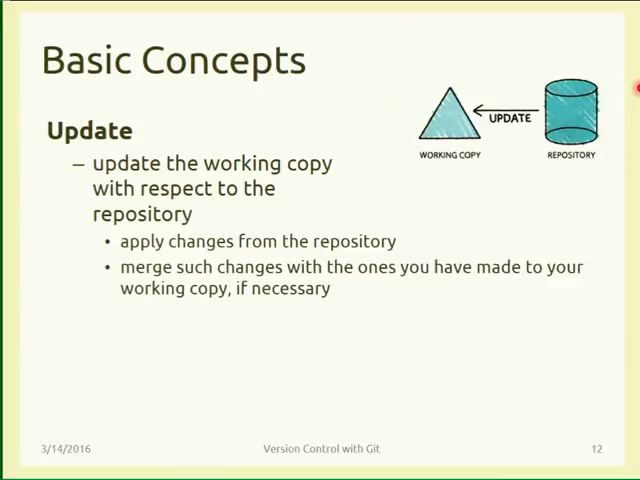 Basic Concepts
Update
– update the working copy
with respect to the
repository
• apply changes from the repository
• merge such changes with the ones you have made to your
working copy, if necessary
UPDATE
WORKING COPY
REPOSITORY
3/14/2016
Version Control with Git
12